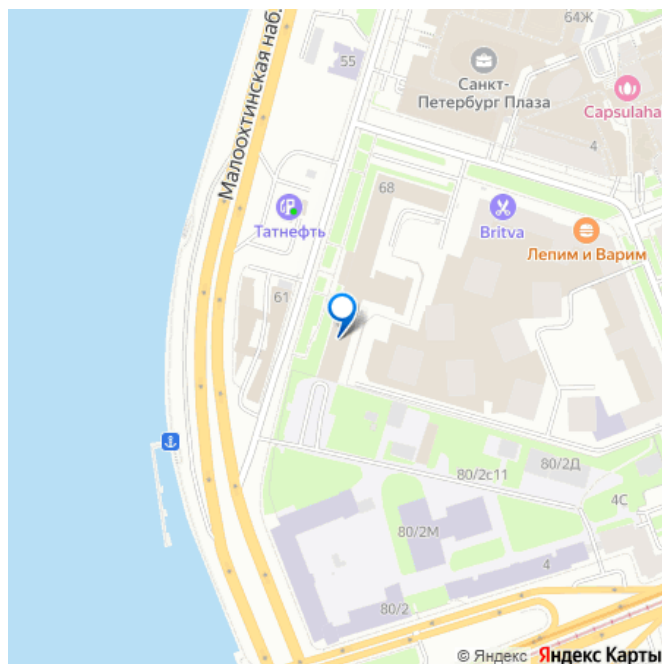 64Ж
Малоохтинская наб.
55
Санкт-
Петербург Плаза
Capsulaha
4
68
Татнефть
Britva
Лепим и Варим
61
80/2с11
80/2Д
4С
80/2М
4
80/2
© Яндекс Яндекс Карты